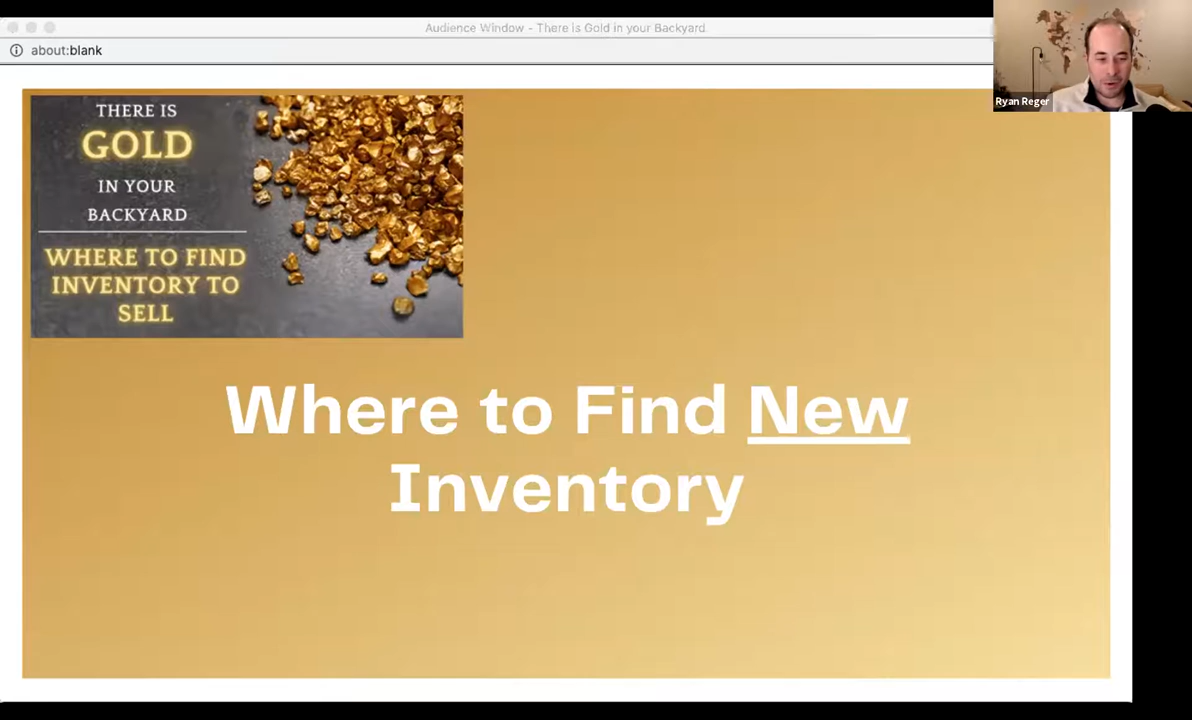 Audience Window - There is Gold in your Backyard
about:blank
Ryan Reger
THERE IS
GOLD
IN YOUR
BACKYARD
WHERE TO FIND
INVENTORY TO
SELL
Where to Find New
Inventory